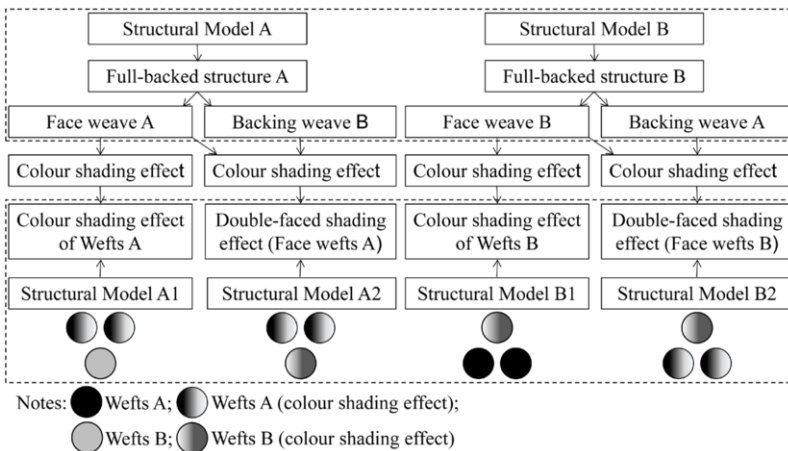 Structural Model A
Structural Model B
Full-backed structure A
Full-backed structure B
Face weave A
Backing weave B
Face weave B
Backing weave A
Colour shading effect
Colour shading effect
Colour shading effect
Colour shading effect
Colour shading effect
of Wefts A
Double-faced shading
effect (Face wefts A)
Colour shading effect
of Wefts B
Double-faced shading
effect (Face wefts B)
Structural Model A1
Structural Model A2
Structural Model B1
Structural Model B2
Notes: Wefts A; Wefts A (colour shading effect);
Wefts B; Wefts B (colour shading effect)